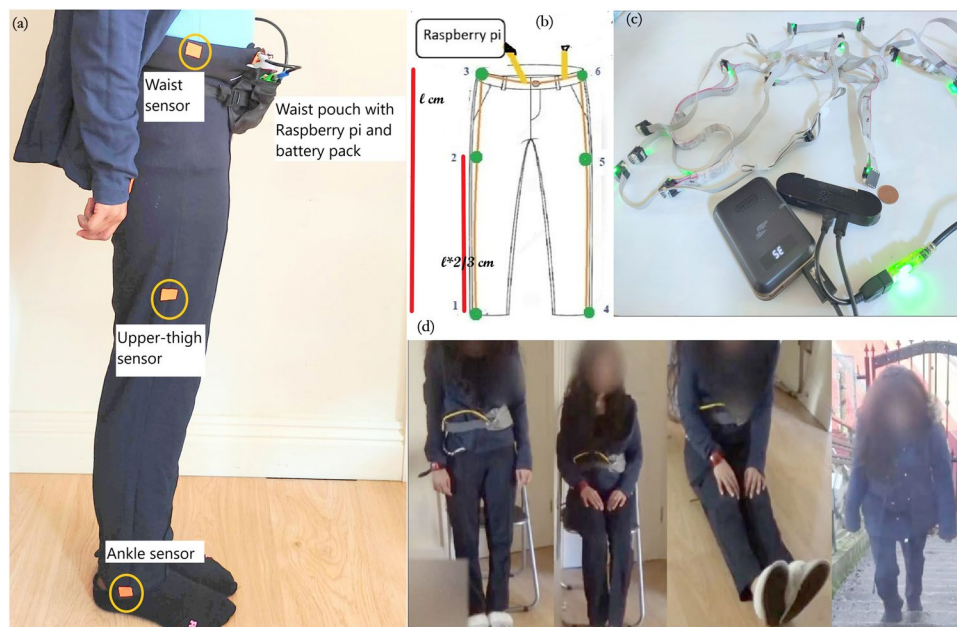 (a)
Waist
sensor
Waist pouch with
Raspberry pi and
battery pack
Upper-thigh
sensor
Ankle sensor
(b)
Raspberry pi
3
6
ℓ cm
2
5
ℓ*2/3 cm
1
4
(c)
(d)